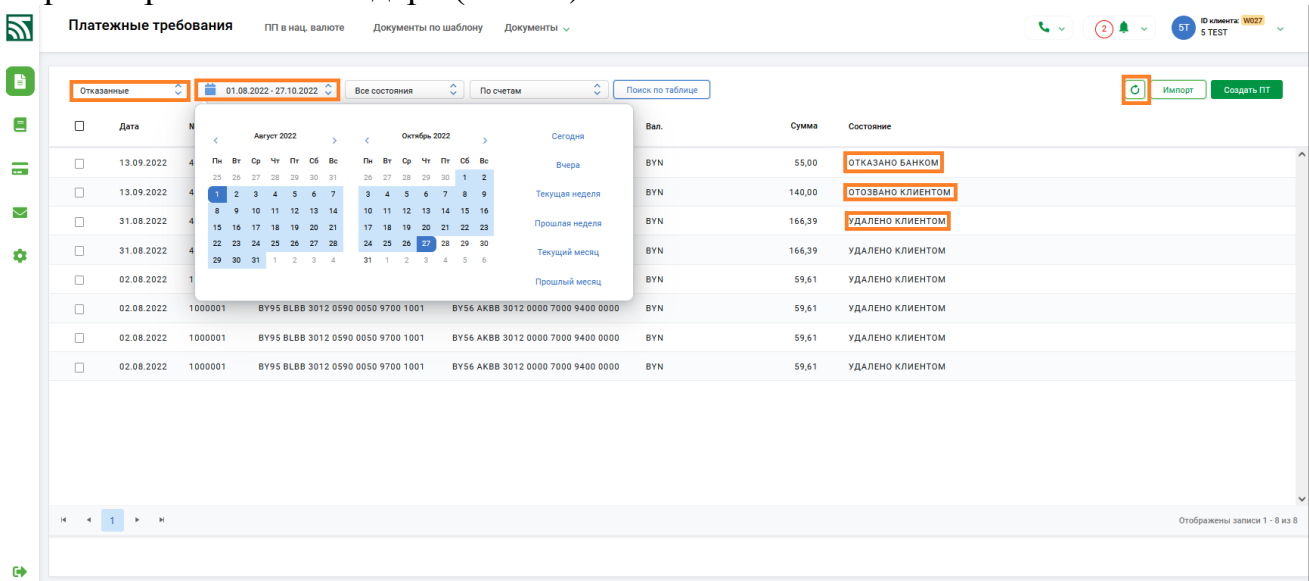 Платежные требования ПП в нац. валюте Документы по шаблону Документы
2 5T ID клиента: W027
5 TEST
Отказанные 01.08.2022 - 27.10.2022 Все состояния По счетам Поиск по таблице Импорт Создать ПТ
Дата Вал. Сумма Состояние
Август 2022 Октябрь 2022 Сегодня
Пн Вт Ср Чт Пт Сб Вс Пн Вт Ср Чт Пт Сб Вс Вчера
25 26 27 28 29 30 31 26 27 28 29 30 1 2
1 2 3 4 5 6 7 3 4 5 6 7 8 9 Текущая неделя
8 9 10 11 12 13 14 10 11 12 13 14 15 16
15 16 17 18 19 20 21 17 18 19 20 21 22 23 Прошлая неделя
22 23 24 25 26 27 28 24 25 26 27 28 29 30 Текущий месяц
29 30 31 1 2 3 4 31 1 2 3 4 5 6
Прошлый месяц
13.09.2022 4 BYN 55,00 ОТКАЗАНО БАНКОМ
13.09.2022 4 BYN 140,00 ОТОЗВАНО КЛИЕНТОМ
31.08.2022 4 BYN 166,39 УДАЛЕНО КЛИЕНТОМ
31.08.2022 4 BYN 166,39 УДАЛЕНО КЛИЕНТОМ
02.08.2022 1 BYN 59,61 УДАЛЕНО КЛИЕНТОМ
02.08.2022 1000001 BY95 BLBB 3012 0590 0050 9700 1001 BY56 AKBB 3012 0000 7000 9400 0000 BYN 59,61 УДАЛЕНО КЛИЕНТОМ
02.08.2022 1000001 BY95 BLBB 3012 0590 0050 9700 1001 BY56 AKBB 3012 0000 7000 9400 0000 BYN 59,61 УДАЛЕНО КЛИЕНТОМ
02.08.2022 1000001 BY95 BLBB 3012 0590 0050 9700 1001 BY56 AKBB 3012 0000 7000 9400 0000 BYN 59,61 УДАЛЕНО КЛИЕНТОМ
1 Отображены записи 1 - 8 из 8